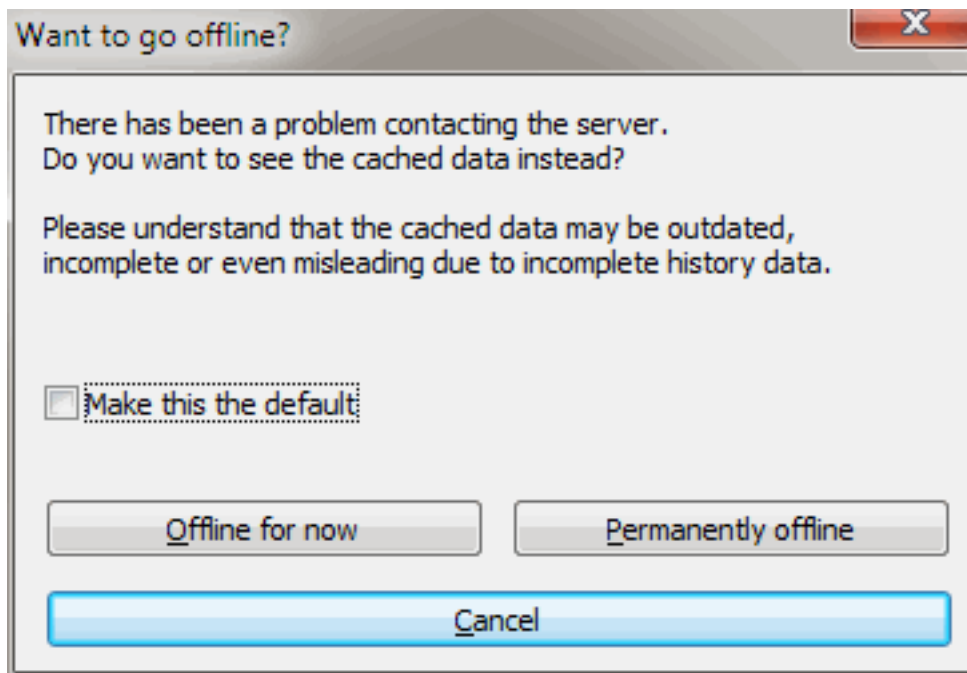 Want to go offline?
There has been a problem contacting the server.
Do you want to see the cached data instead?
Please understand that the cached data may be outdated,
incomplete or even misleading due to incomplete history data.
Make this the default
Offline for now
Permanently offline
Cancel